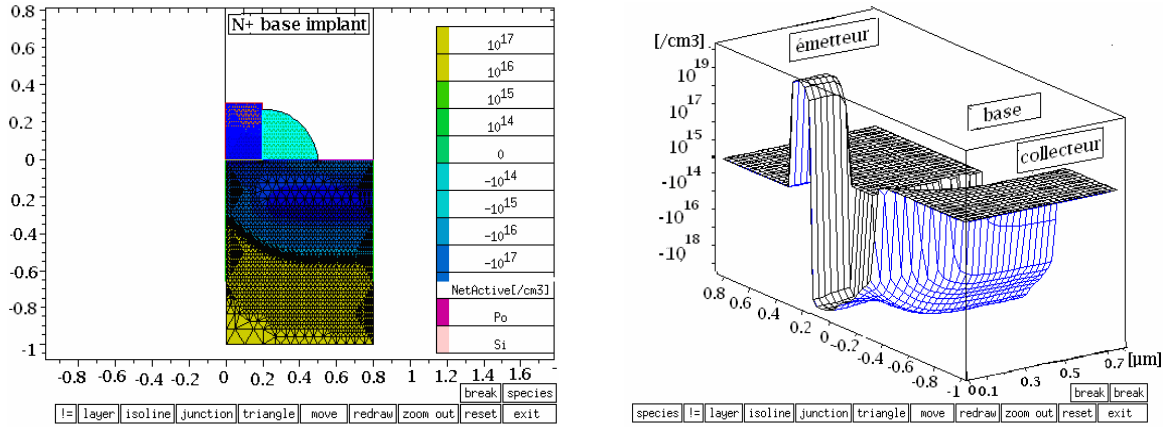 N+ base implant
0.8
0.6
0.4
0.2
0
0.2
-0.4
-0.6
-0.8
-1
-0.8 -0.6 -0.4 -0.2 0 0.2 0.4 0.6 0.8 1 1.2 1.4 1.6
10^17
10^16
10^15
10^14
0
-10^14
-10^15
-10^16
-10^17
NetActive[/cm3]
Po
Si
break species
!= layer isoline junction triangle move redraw zoom out reset exit
[/cm3]
émetteur
base
collecteur
10^19
10^17
10^15
-10^14
-10^16
-10^18
0.8 0.6 0.4 0.2 0 -0.2 -0.4 -0.6 -0.8 -1
0 0.1 0.3 0.5 0.7 [µm]
break break
species != layer isoline junction triangle move redraw zoom out reset exit